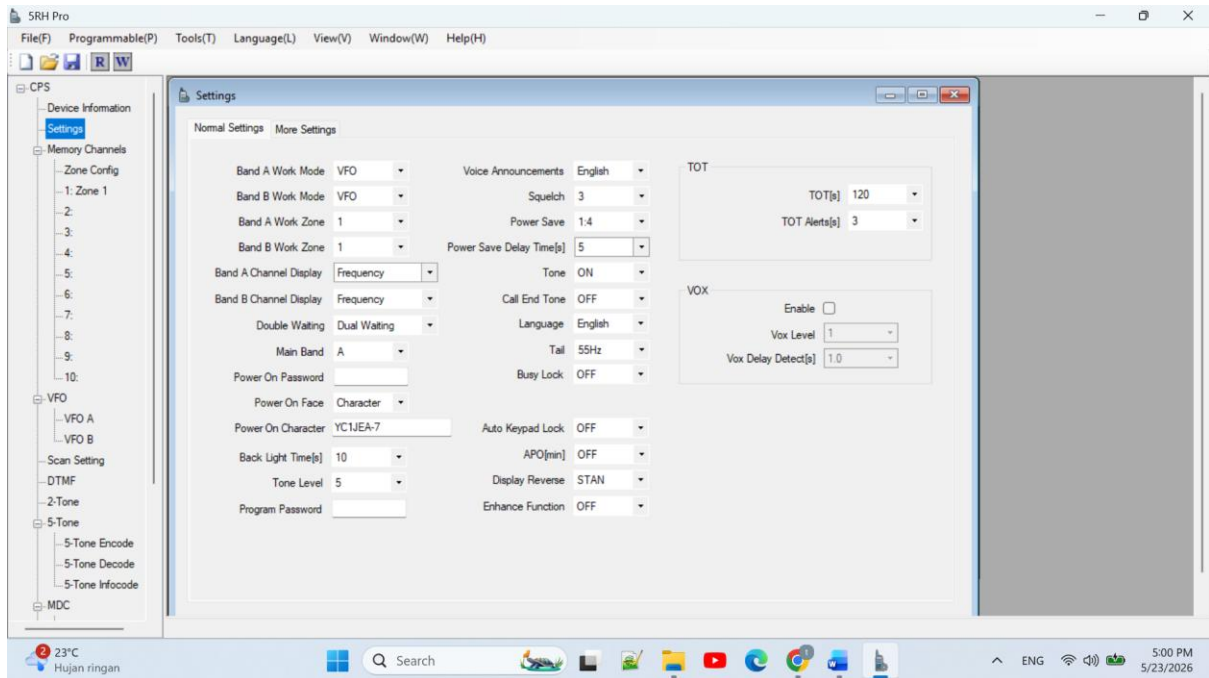 5RH Pro
File(F) Programmable(P) Tools(T) Language(L) View(V) Window(W) Help(H)
R W
CPS
Device Information
Settings
Memory Channels
Zone Config
1: Zone 1
2:
3:
4:
5:
6:
7:
8:
9:
10:
VFO
VFO A
VFO B
Scan Setting
DTMF
2-Tone
5-Tone
5-Tone Encode
5-Tone Decode
5-Tone Infocode
MDC
Settings
Normal Settings More Settings
Band A Work Mode VFO
Band B Work Mode VFO
Band A Work Zone 1
Band B Work Zone 1
Band A Channel Display Frequency
Band B Channel Display Frequency
Double Waiting Dual Waiting
Main Band A
Power On Password
Power On Face Character
Power On Character YC1JEA-7
Back Light Time[s] 10
Tone Level 5
Program Password
Voice Announcements English
Squelch 3
Power Save 1:4
Power Save Delay Time[s] 5
Tone ON
Call End Tone OFF
Language English
Tail 55Hz
Busy Lock OFF
Auto Keypad Lock OFF
APO[min] OFF
Display Reverse STAN
Enhance Function OFF
TOT
TOT[s] 120
TOT Alerts[s] 3
VOX
Enable
Vox Level 1
Vox Delay Detect[s] 1.0
2
23°C
Hujan ringan
Search
ENG
5:00 PM
5/23/2026